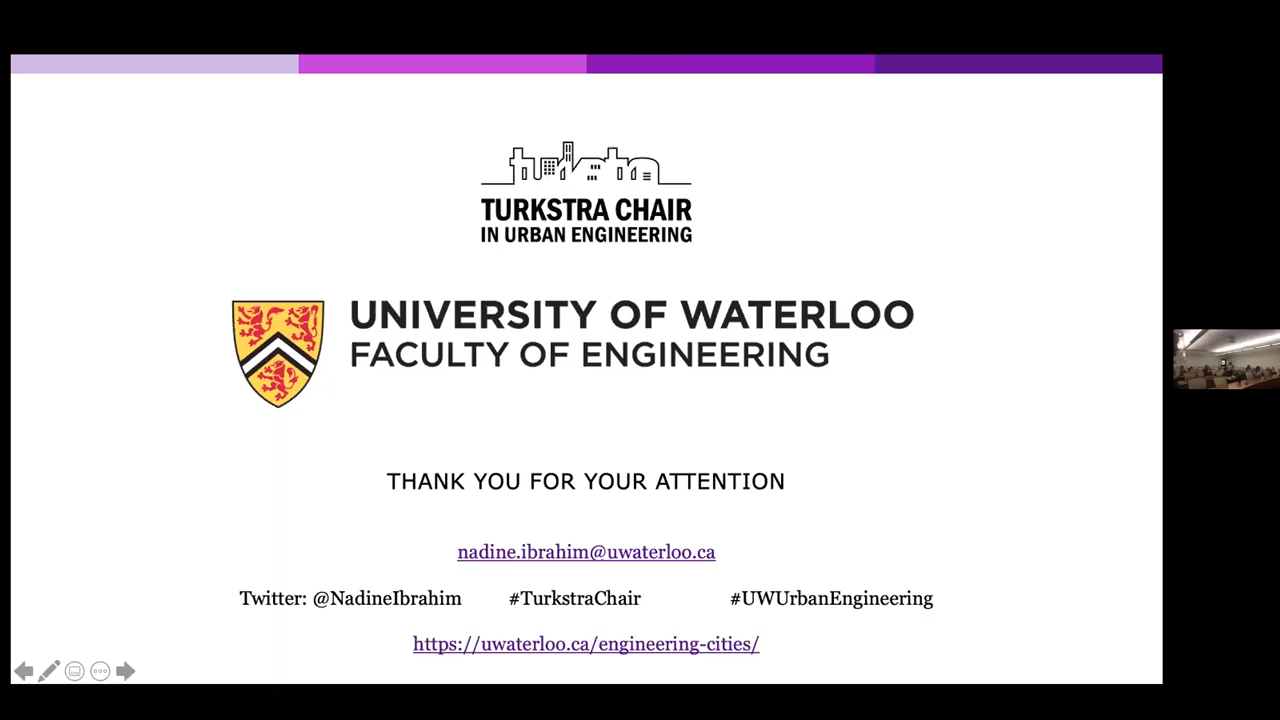 turkstra
TURKSTRA CHAIR
IN URBAN ENGINEERING
UNIVERSITY OF WATERLOO
FACULTY OF ENGINEERING
THANK YOU FOR YOUR ATTENTION
nadine.ibrahim@uwaterloo.ca
Twitter: @NadineIbrahim #TurkstraChair #UWUrbanEngineering
https://uwaterloo.ca/engineering-cities/